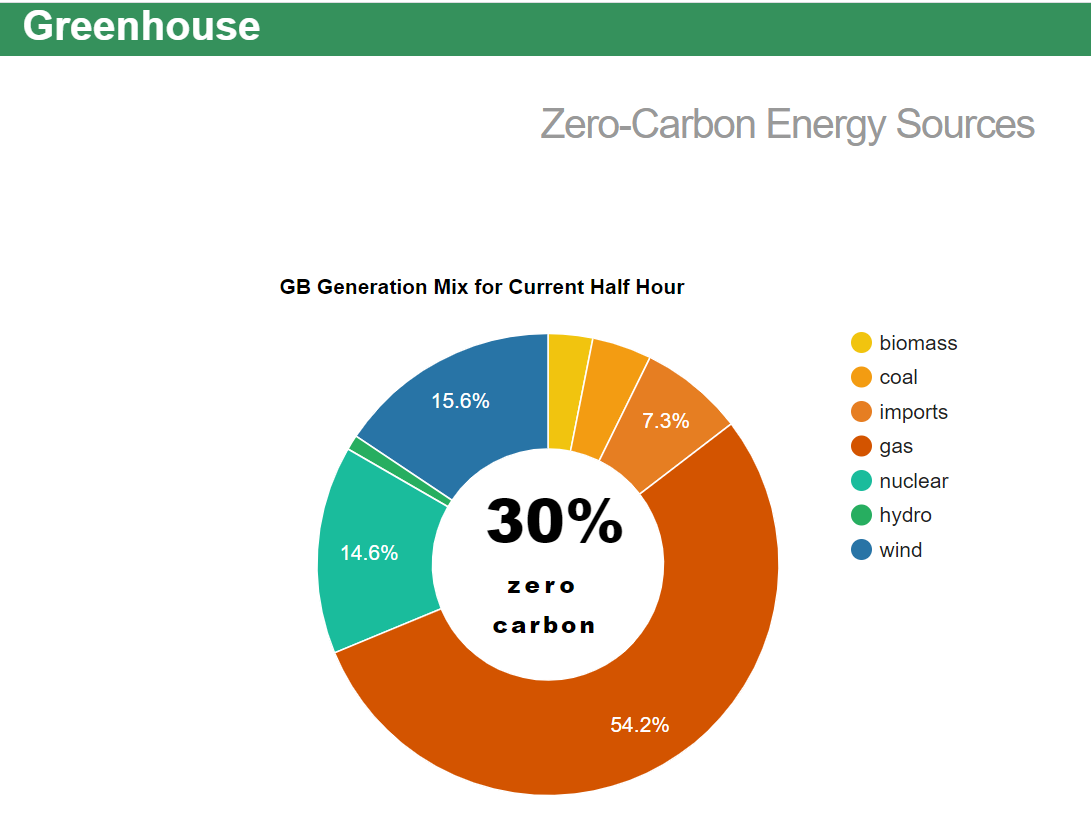 Greenhouse
Zero-Carbon Energy Sources
GB Generation Mix for Current Half Hour
biomass
coal
imports
gas
nuclear
hydro
wind
15.6%
7.3%
14.6%
54.2%
30%
zero
carbon